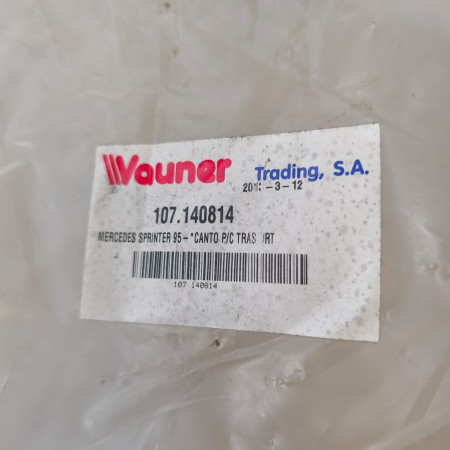 Vauner Trading, S.A.
-3-12
107.140814
MERCEDES SPRINTER 95-"CANTO P/C TRAS
107 140814